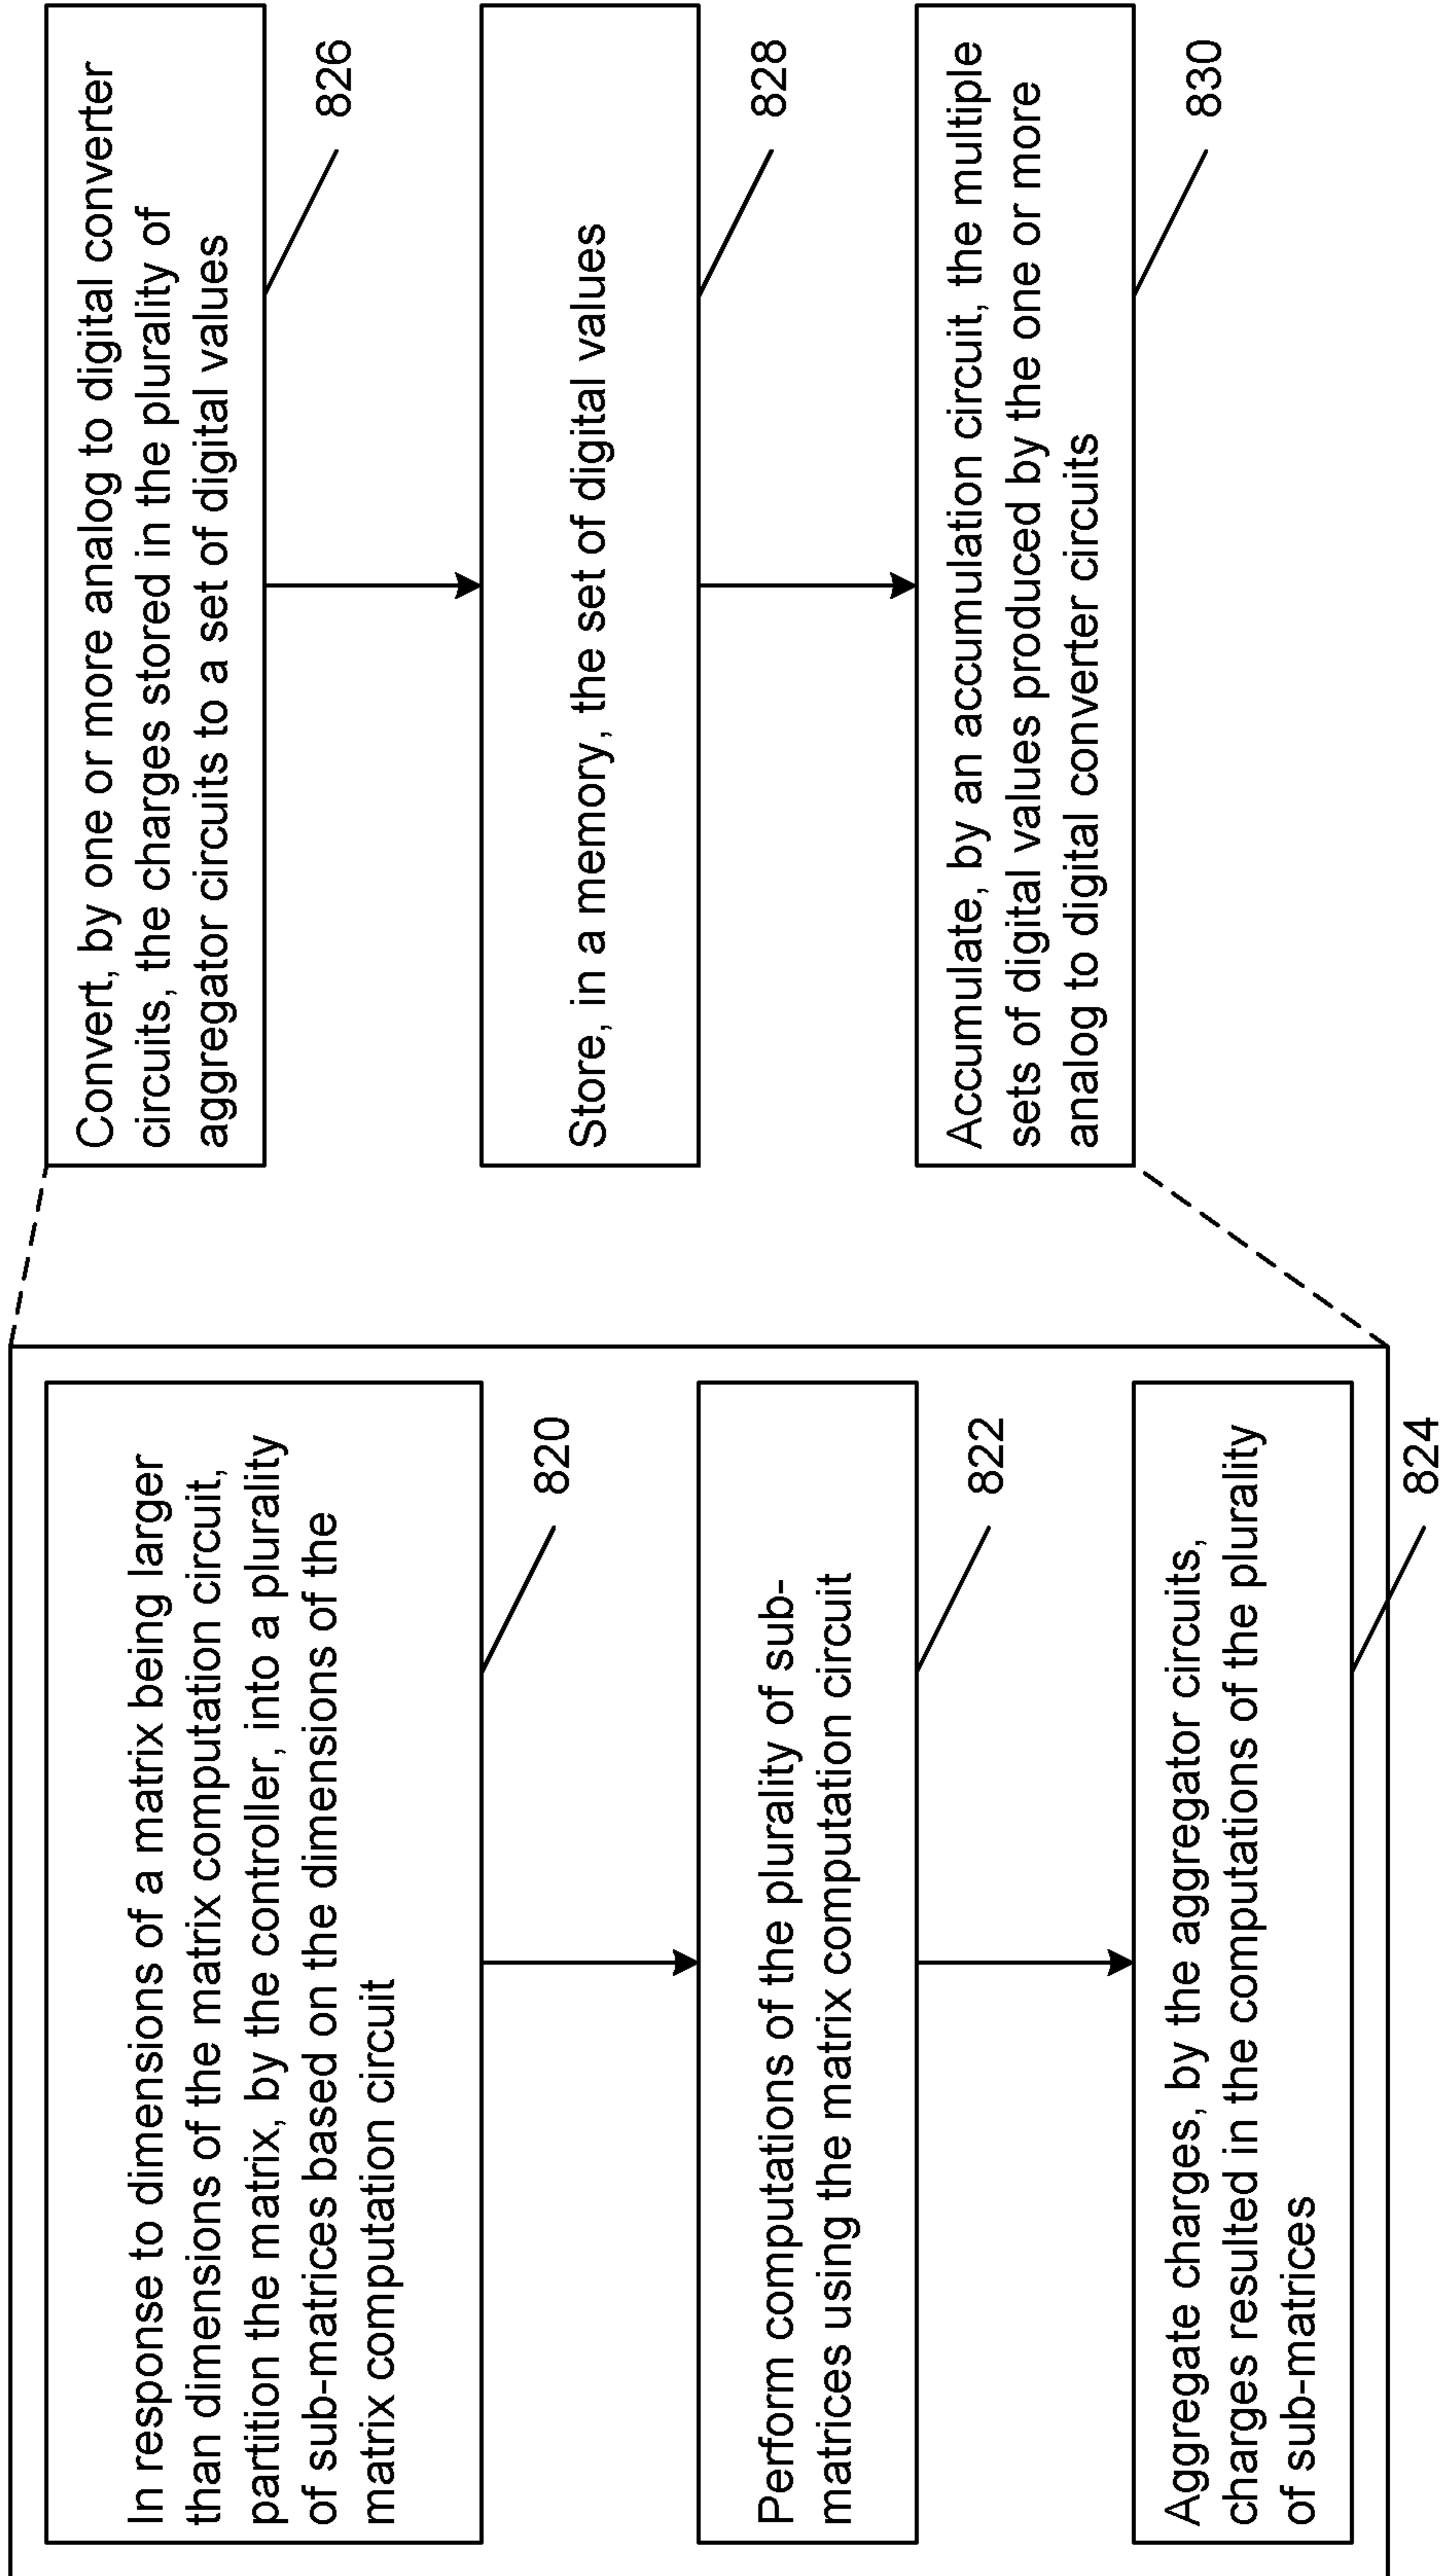 In response to dimensions of a matrix being larger
than dimensions of the matrix computation circuit,
partition the matrix, by the controller, into a plurality
of sub-matrices based on the dimensions of the
matrix computation circuit
820
Perform computations of the plurality of sub-
matrices using the matrix computation circuit
822
Aggregate charges, by the aggregator circuits,
charges resulted in the computations of the plurality
of sub-matrices
824
Convert, by one or more analog to digital converter
circuits, the charges stored in the plurality of
aggregator circuits to a set of digital values
826
Store, in a memory, the set of digital values
828
Accumulate, by an accumulation circuit, the multiple
sets of digital values produced by the one or more
analog to digital converter circuits
830